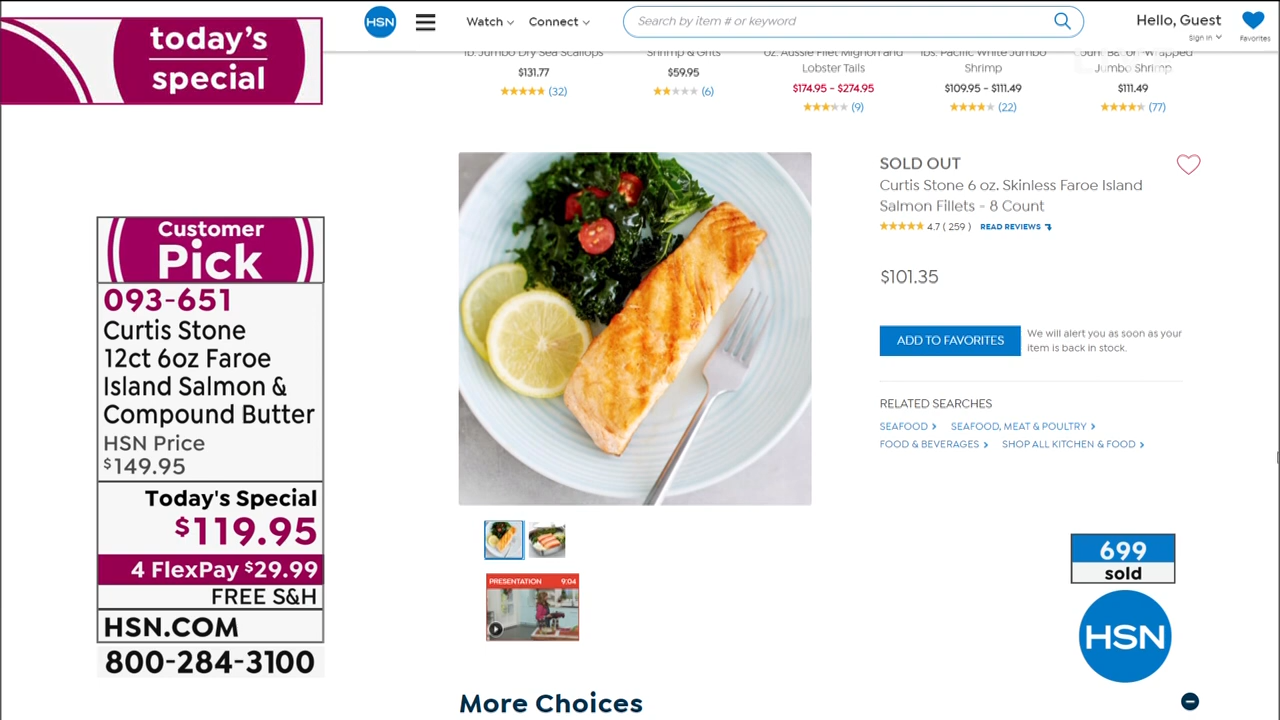 today's
special
HSN
Watch
Connect
Search by item # or keyword
Hello, Guest
Sign In
Favorites
lb. Jumbo Dry Sea Scallops
$131.77
(32)
Shrimp & Grits
$59.95
(6)
oz. Aussie Filet Mignon and
Lobster Tails
$174.95 - $274.95
(9)
lbs. Pacific White Jumbo
Shrimp
$109.95 - $111.49
(22)
Jumbo Shrimp
$111.49
(77)
Customer
Pick
093-651
Curtis Stone
12ct 6oz Faroe
Island Salmon &
Compound Butter
HSN Price
$149.95
Today's Special
$119.95
4 FlexPay $29.99
FREE S&H
HSN.COM
800-284-3100
SOLD OUT
Curtis Stone 6 oz. Skinless Faroe Island
Salmon Fillets - 8 Count
4.7 ( 259 ) READ REVIEWS
$101.35
ADD TO FAVORITES
We will alert you as soon as your
item is back in stock.
RELATED SEARCHES
SEAFOOD > SEAFOOD, MEAT & POULTRY >
FOOD & BEVERAGES > SHOP ALL KITCHEN & FOOD >
PRESENTATION 9:04
699
sold
HSN
More Choices